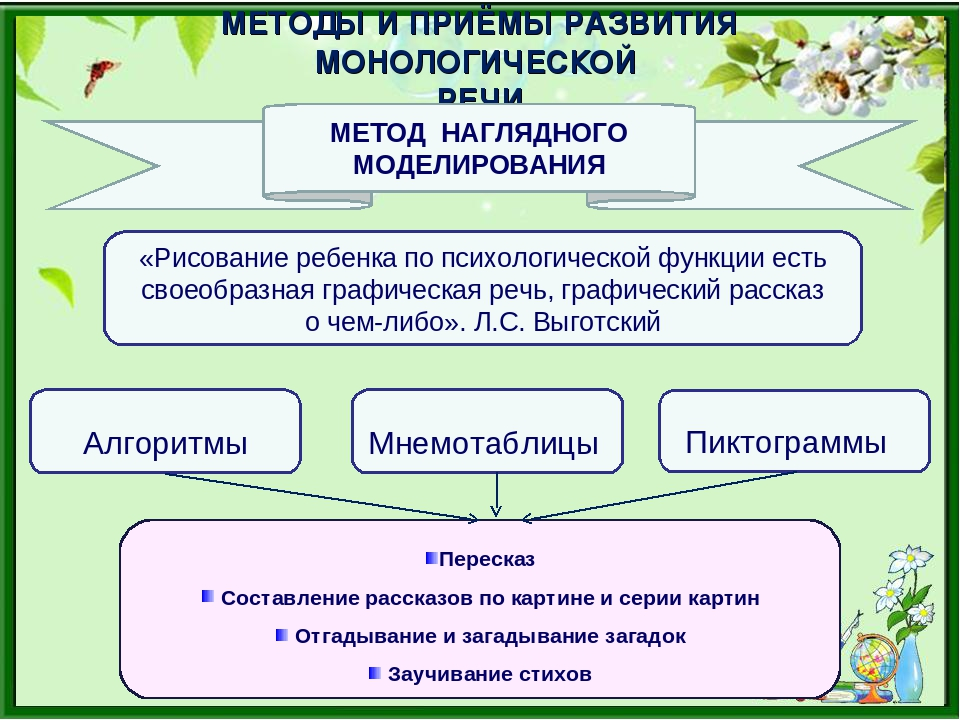 МЕТОДЫ И ПРИЁМЫ РАЗВИТИЯ
МОНОЛОГИЧЕСКОЙ
РЕЧИ
МЕТОД НАГЛЯДНОГО
МОДЕЛИРОВАНИЯ
«Рисование ребенка по психологической функции есть
своеобразная графическая речь, графический рассказ
о чем-либо». Л.С. Выготский
Алгоритмы
Мнемотаблицы
Пиктограммы
Пересказ
Составление рассказов по картине и серии картин
Отгадывание и загадывание загадок
Заучивание стихов